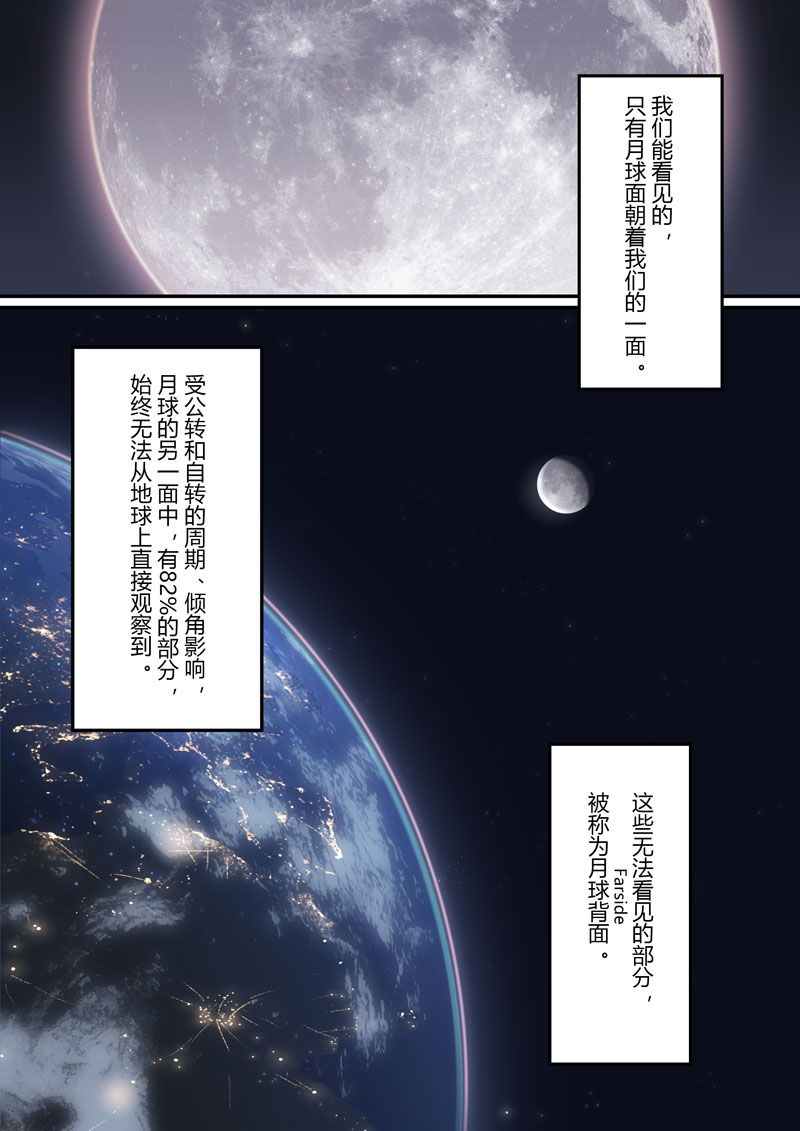 我们能看见的，
只有月球面朝着我们的一面。
受公转和自转的周期、倾角影响，
月球的另一面中，有82%的部分，
始终无法从地球上直接观察到。
这些无法看见的部分，
Farside
被称为月球背面。